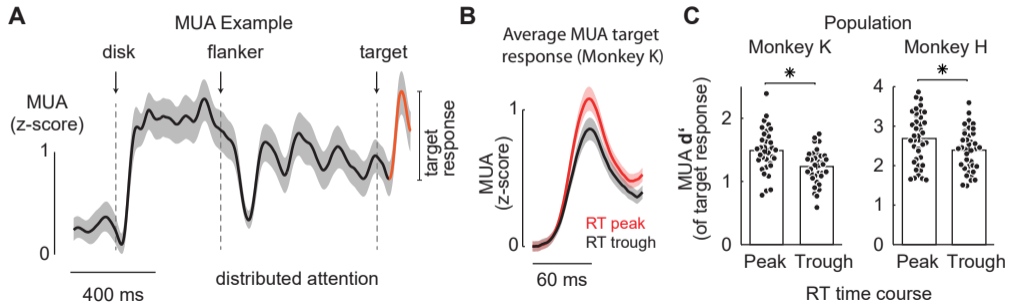 A
MUA Example
disk
flanker
target
MUA
(z-score)
1
0
target
response
400 ms
distributed attention
B
Average MUA target
response (Monkey K)
MUA
(z-score)
1
0
RT peak
RT trough
60 ms
C
Population
Monkey K
Monkey H
MUA d'
(of target response)
2
1
0
*
4
3
2
1
0
*
Peak Trough
Peak Trough
RT time course